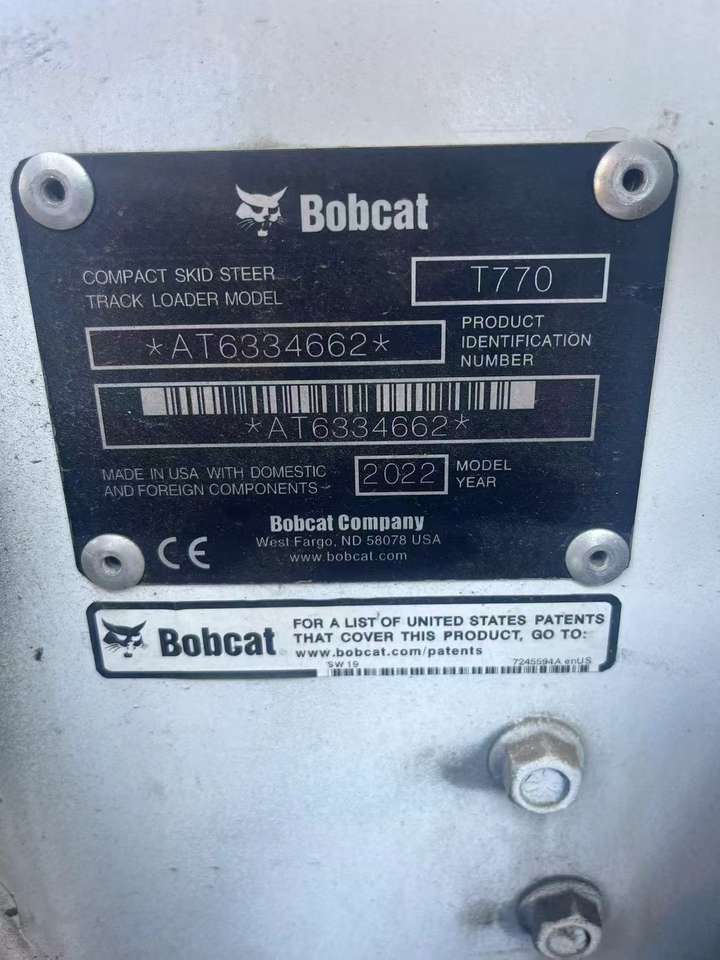 Bobcat
COMPACT SKID STEER
TRACK LOADER MODEL
T770
*AT6334662*
PRODUCT
IDENTIFICATION
NUMBER
*AT6334662*
MADE IN USA WITH DOMESTIC
AND FOREIGN COMPONENTS
2022
MODEL
YEAR
Bobcat Company
West Fargo, ND 58078 USA
www.bobcat.com
CE
Bobcat
FOR A LIST OF UNITED STATES PATENTS
THAT COVER THIS PRODUCT, GO TO:
www.bobcat.com/patents
SW19
7245594A enUS